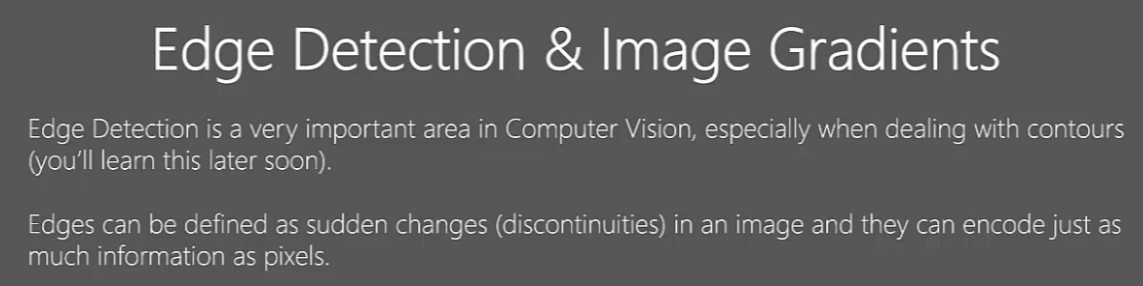 Edge Detection & Image Gradients
Edge Detection is a very important area in Computer Vision, especially when dealing with contours
(you'll learn this later soon).
Edges can be defined as sudden changes (discontinuities) in an image and they can encode just as
much information as pixels.